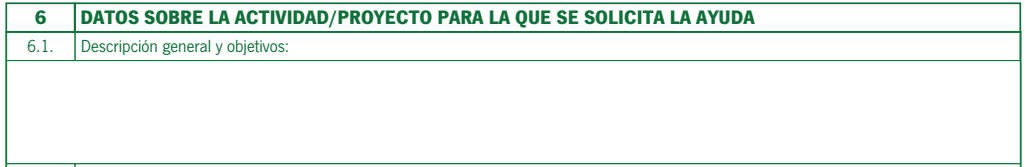 6 DATOS SOBRE LA ACTIVIDAD/PROYECTO PARA LA QUE SE SOLICITA LA AYUDA
6.1. Descripción general y objetivos: